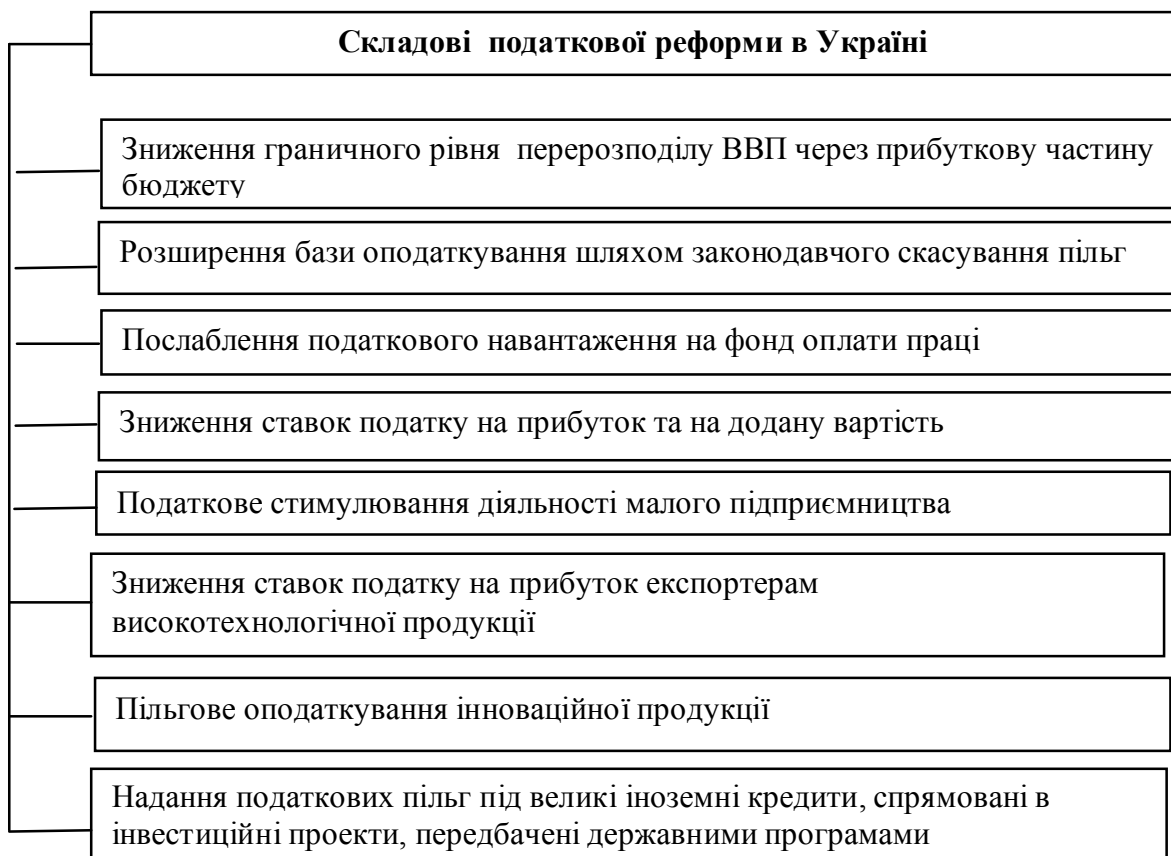 Складові податкової реформи в Україні
Зниження граничного рівня перерозподілу ВВП через прибуткову частину
бюджету
Розширення бази оподаткування шляхом законодавчого скасування пільг
Послаблення податкового навантаження на фонд оплати праці
Зниження ставок податку на прибуток та на додану вартість
Податкове стимулювання діяльності малого підприємництва
Зниження ставок податку на прибуток експортерам
високотехнологічної продукції
Пільгове оподаткування інноваційної продукції
Надання податкових пільг під великі іноземні кредити, спрямовані в
інвестиційні проекти, передбачені державними програмами